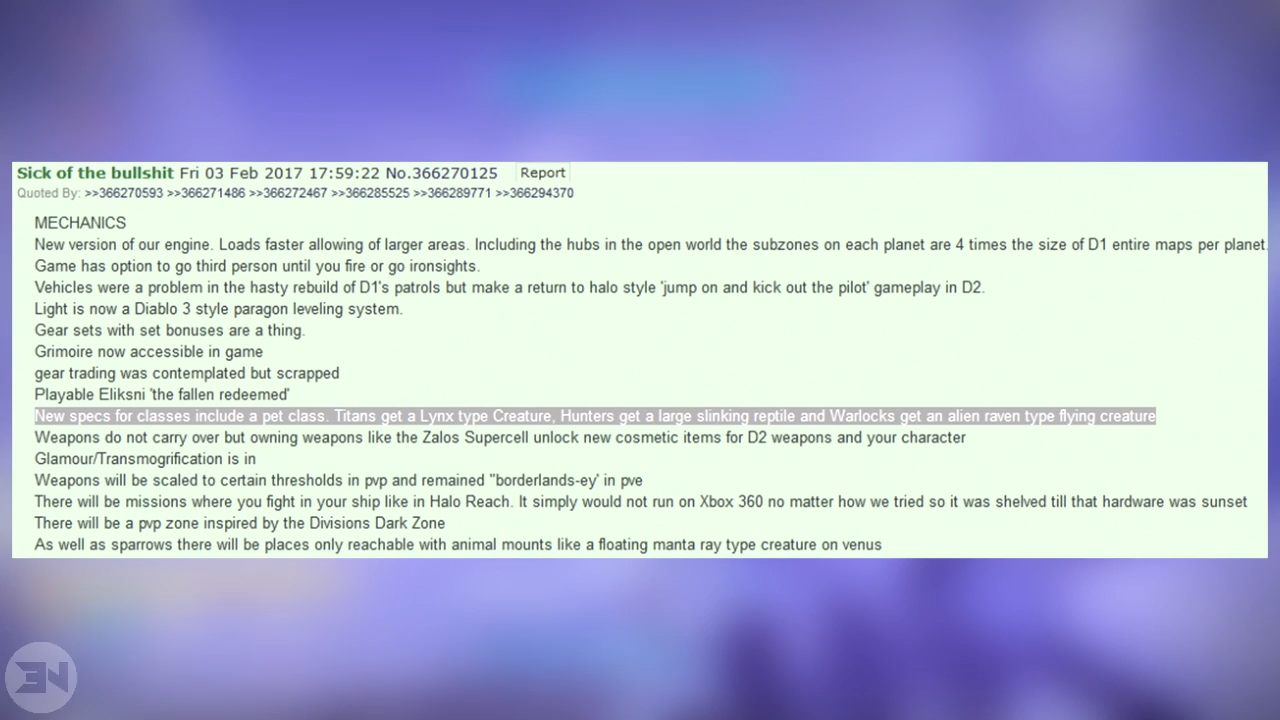 Sick of the bullshit Fri 03 Feb 2017 17:59:22 No.366270125 Report
Quoted By: >>366270593 >>366271486 >>366272467 >>366285525 >>366289771 >>366294370
MECHANICS
New version of our engine. Loads faster allowing of larger areas. Including the hubs in the open world the subzones on each planet are 4 times the size of D1 entire maps per planet.
Game has option to go third person until you fire or go ironsights.
Vehicles were a problem in the hasty rebuild of D1's patrols but make a return to halo style 'jump on and kick out the pilot' gameplay in D2.
Light is now a Diablo 3 style paragon leveling system.
Gear sets with set bonuses are a thing.
Grimoire now accessible in game
gear trading was contemplated but scrapped
Playable Eliksni 'the fallen redeemed'
New specs for classes include a pet class. Titans get a Lynx type Creature, Hunters get a large slinking reptile and Warlocks get an alien raven type flying creature
Weapons do not carry over but owning weapons like the Zalos Supercell unlock new cosmetic items for D2 weapons and your character
Glamour/Transmogrification is in
Weapons will be scaled to certain thresholds in pvp and remained "borderlands-ey' in pve
There will be missions where you fight in your ship like in Halo Reach. It simply would not run on Xbox 360 no matter how we tried so it was shelved till that hardware was sunset
There will be a pvp zone inspired by the Divisions Dark Zone
As well as sparrows there will be places only reachable with animal mounts like a floating manta ray type creature on venus